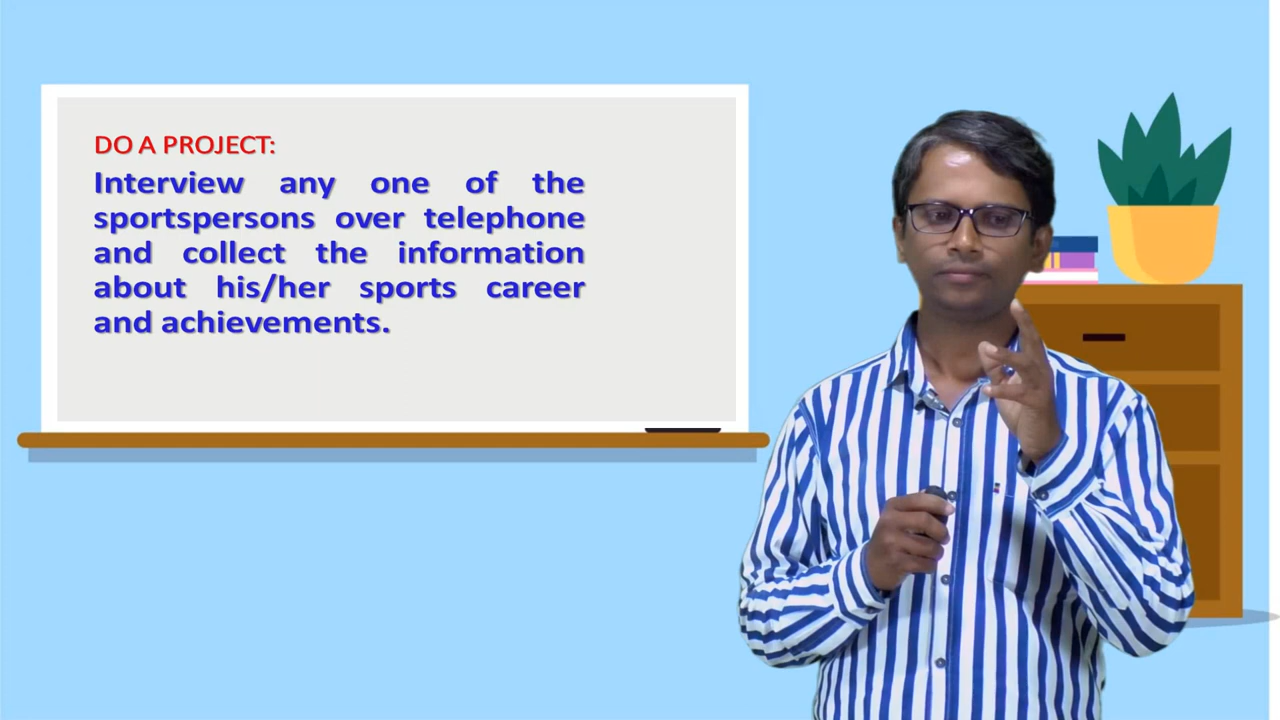 DO A PROJECT:
Interview any one of the
sportspersons over telephone
and collect the information
about his/her sports career
and achievements.